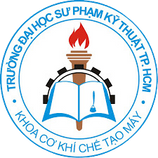 TRƯỜNG ĐẠI HỌC SƯ PHẠM KỸ THUẬT TP. HCM
KHOA CƠ KHÍ CHẾ TẠO MÁY